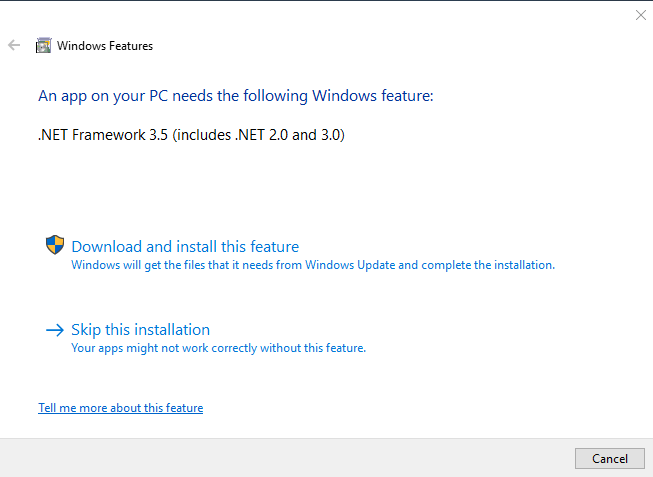 Windows Features
An app on your PC needs the following Windows feature:
.NET Framework 3.5 (includes .NET 2.0 and 3.0)
Download and install this feature
Windows will get the files that it needs from Windows Update and complete the installation.
Skip this installation
Your apps might not work correctly without this feature.
Tell me more about this feature
Cancel